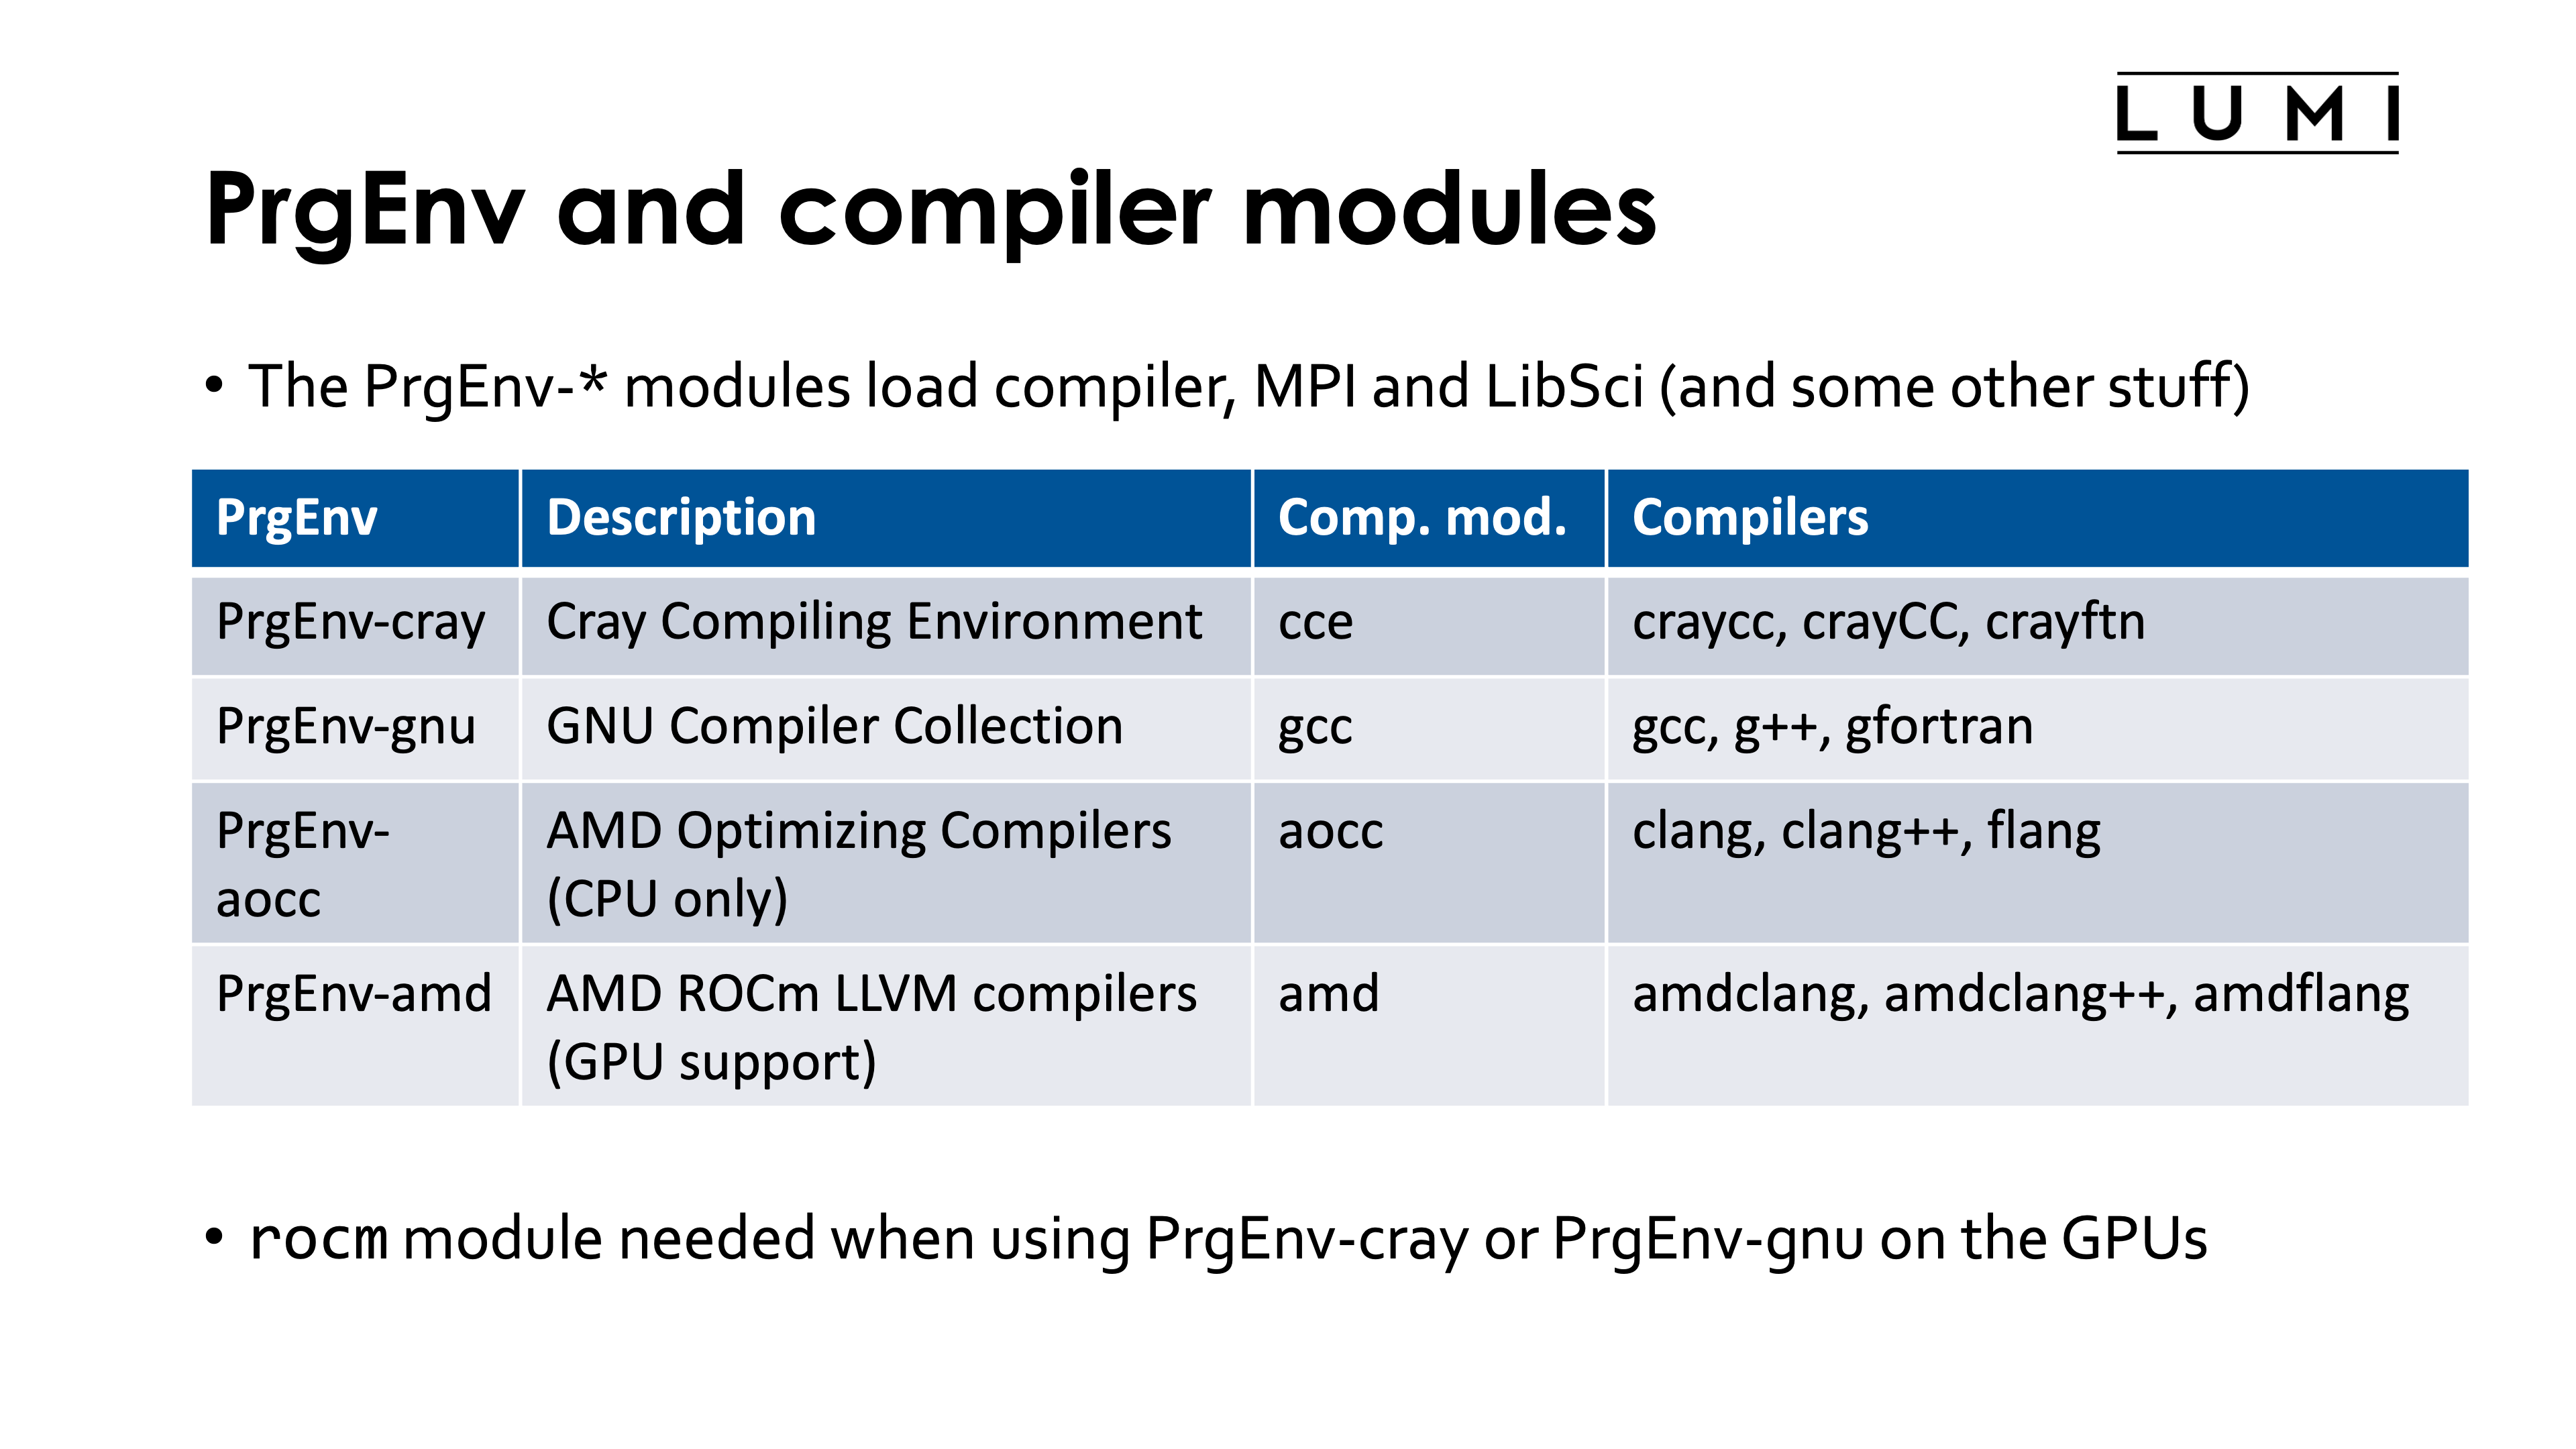 LUMI
PrgEnv and compiler modules
• The PrgEnv-* modules load compiler, MPI and LibSci (and some other stuff)
PrgEnv Description Comp. mod. Compilers
PrgEnv-cray Cray Compiling Environment cce craycc, crayCC, crayftn
PrgEnv-gnu GNU Compiler Collection gcc gcc, g++, gfortran
PrgEnv- AMD Optimizing Compilers aocc clang, clang++, flang
aocc (CPU only)
PrgEnv-amd AMD ROCm LLVM compilers amd amdclang, amdclang++, amdflang
(GPU support)
• rocm module needed when using PrgEnv-cray or PrgEnv-gnu on the GPUs